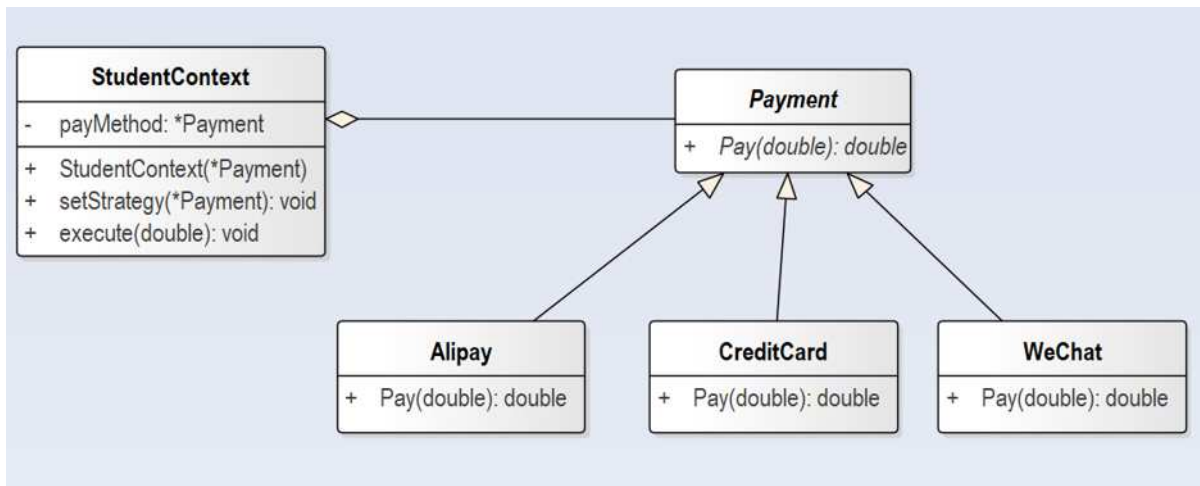 StudentContext
- payMethod: *Payment
+ StudentContext(*Payment)
+ setStrategy(*Payment): void
+ execute(double): void
Payment
+ Pay(double): double
Alipay
+ Pay(double): double
CreditCard
+ Pay(double): double
WeChat
+ Pay(double): double